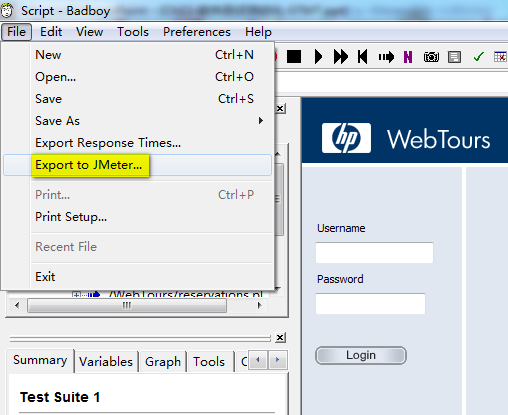 Script - Badboy
File Edit View Tools Preferences Help
New Ctrl+N
Open... Ctrl+O
Save Ctrl+S
Save As
Export Response Times...
Export to JMeter...
Print... Ctrl+P
Print Setup...
Recent File
Exit
N
/WebTours/reservations.pl
Summary Variables Graph Tools
Test Suite 1
hp WebTours
Username
Password
Login